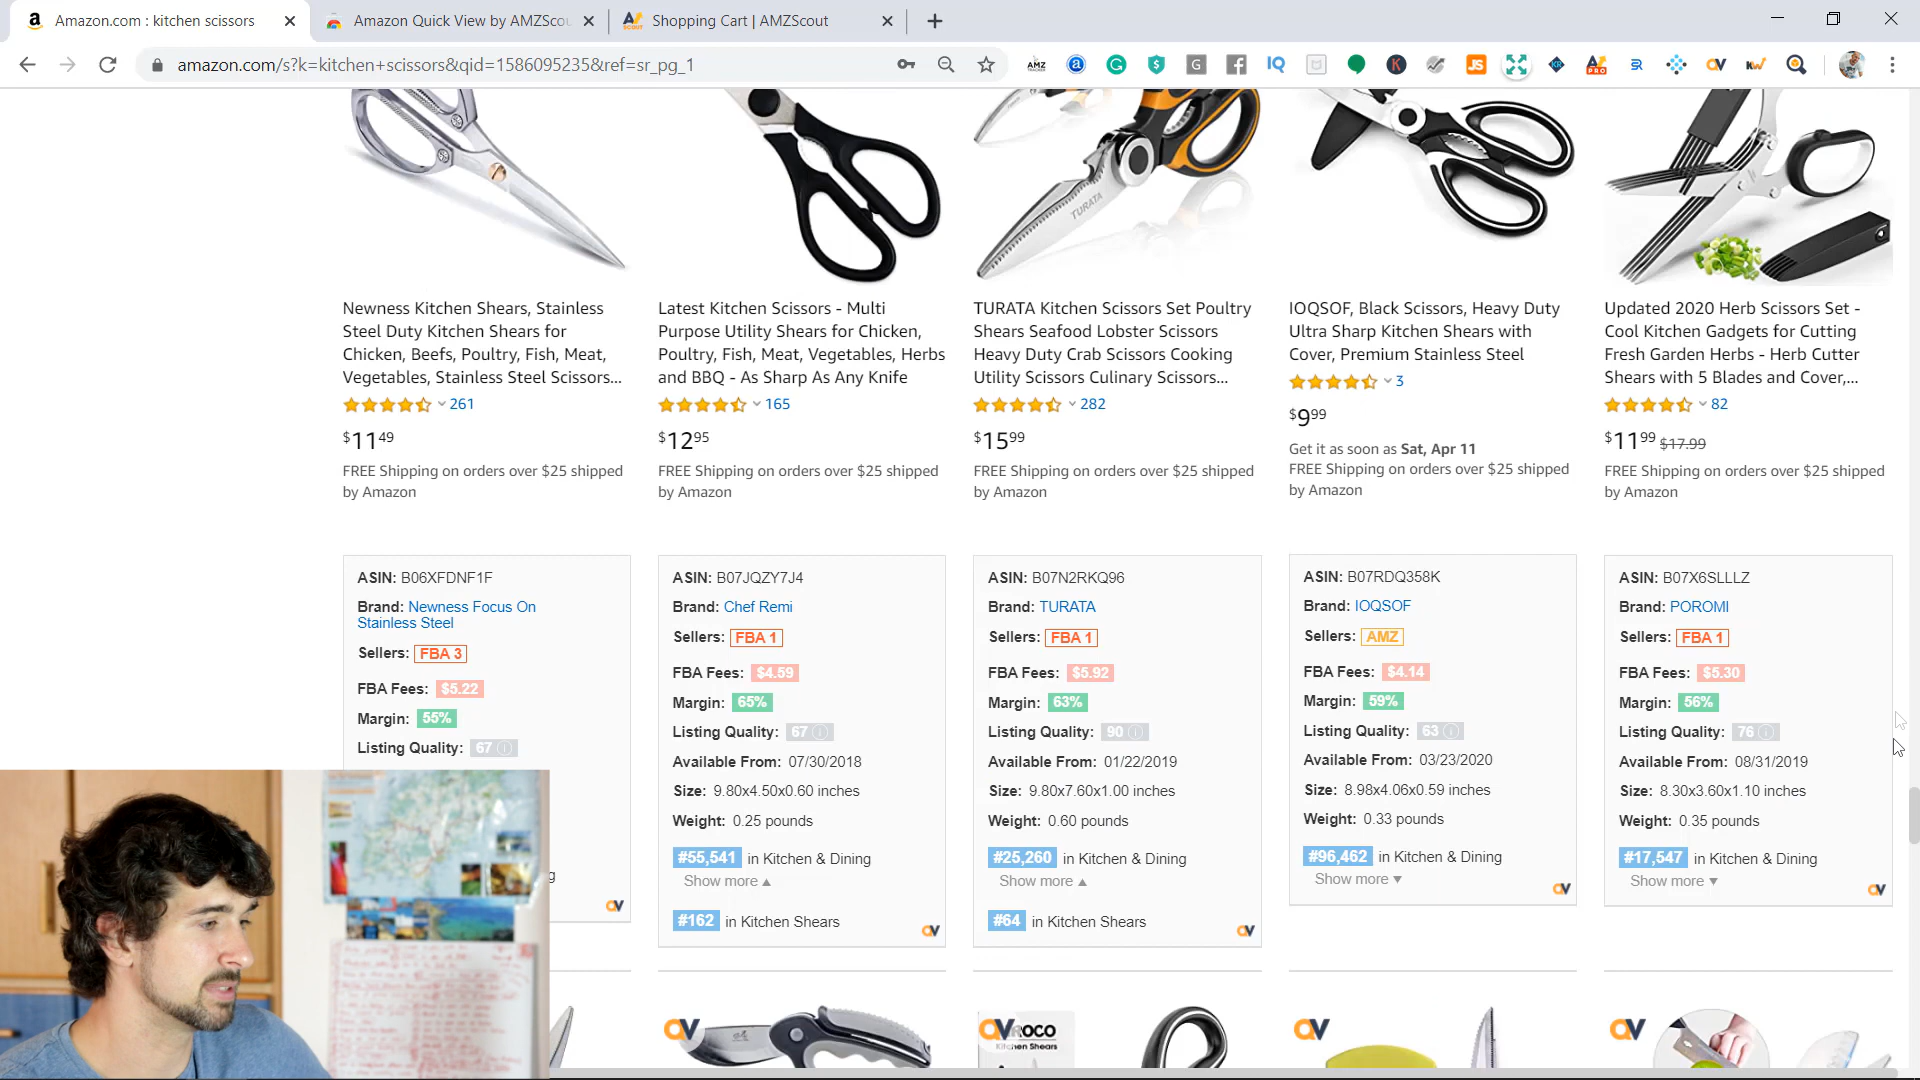 Amazon.com : kitchen scissors
Amazon Quick View by AMZSco
Shopping Cart | AMZScout
amazon.com/s?k=kitchen+scissors&qid=1586095235&ref=sr_pg_1
TURATA
Newness Kitchen Shears, Stainless
Steel Duty Kitchen Shears for
Chicken, Beefs, Poultry, Fish, Meat,
Vegetables, Stainless Steel Scissors...
261
$11.49
FREE Shipping on orders over $25 shipped
by Amazon
Latest Kitchen Scissors - Multi
Purpose Utility Shears for Chicken,
Poultry, Fish, Meat, Vegetables, Herbs
and BBQ - As Sharp As Any Knife
165
$12.95
FREE Shipping on orders over $25 shipped
by Amazon
TURATA Kitchen Scissors Set Poultry
Shears Seafood Lobster Scissors
Heavy Duty Crab Scissors Cooking
Utility Scissors Culinary Scissors...
282
$15.99
FREE Shipping on orders over $25 shipped
by Amazon
IOQSOF, Black Scissors, Heavy Duty
Ultra Sharp Kitchen Shears with
Cover, Premium Stainless Steel
3
$9.99
Get it as soon as Sat, Apr 11
FREE Shipping on orders over $25 shipped
by Amazon
Updated 2020 Herb Scissors Set -
Cool Kitchen Gadgets for Cutting
Fresh Garden Herbs - Herb Cutter
Shears with 5 Blades and Cover,...
82
$11.99 $17.99
FREE Shipping on orders over $25 shipped
by Amazon
ASIN: B06XFDNF1F
Brand: Newness Focus On
Stainless Steel
Sellers: FBA 3
FBA Fees: $5.22
Margin: 55%
Listing Quality: 67
g
ASIN: B07JQZY7J4
Brand: Chef Remi
Sellers: FBA 1
FBA Fees: $4.59
Margin: 65%
Listing Quality: 67
Available From: 07/30/2018
Size: 9.80x4.50x0.60 inches
Weight: 0.25 pounds
#55,541 in Kitchen & Dining
Show more
#162 in Kitchen Shears
ASIN: B07N2RKQ96
Brand: TURATA
Sellers: FBA 1
FBA Fees: $5.92
Margin: 63%
Listing Quality: 90
Available From: 01/22/2019
Size: 9.80x7.60x1.00 inches
Weight: 0.60 pounds
#25,260 in Kitchen & Dining
Show more
#64 in Kitchen Shears
ASIN: B07RDQ358K
Brand: IOQSOF
Sellers: AMZ
FBA Fees: $4.14
Margin: 59%
Listing Quality: 63
Available From: 03/23/2020
Size: 8.98x4.06x0.59 inches
Weight: 0.33 pounds
#96,462 in Kitchen & Dining
Show more
ASIN: B07X6SLLLZ
Brand: POROMI
Sellers: FBA 1
FBA Fees: $5.30
Margin: 56%
Listing Quality: 76
Available From: 08/31/2019
Size: 8.30x3.60x1.10 inches
Weight: 0.35 pounds
#17,547 in Kitchen & Dining
Show more
ROCO
Kitchen Shears